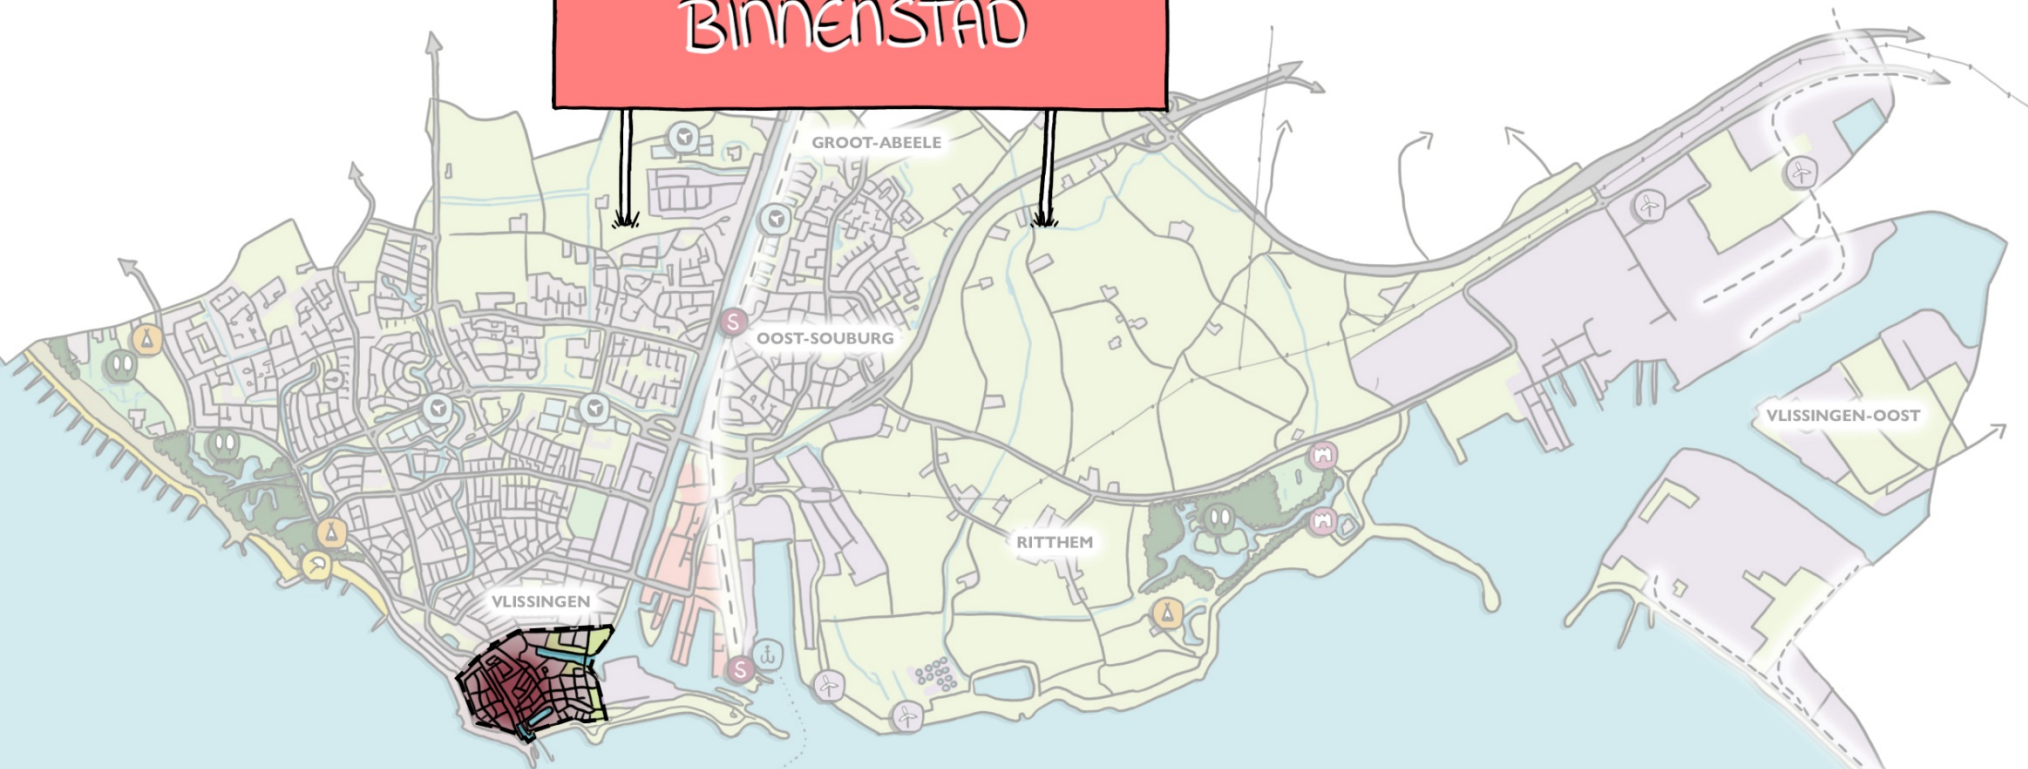 BINNENSTAD
GROOT-ABEELE
S
OOST-SOUBURG
VLISSINGEN-OOST
RITTHEM
VLISSINGEN
S